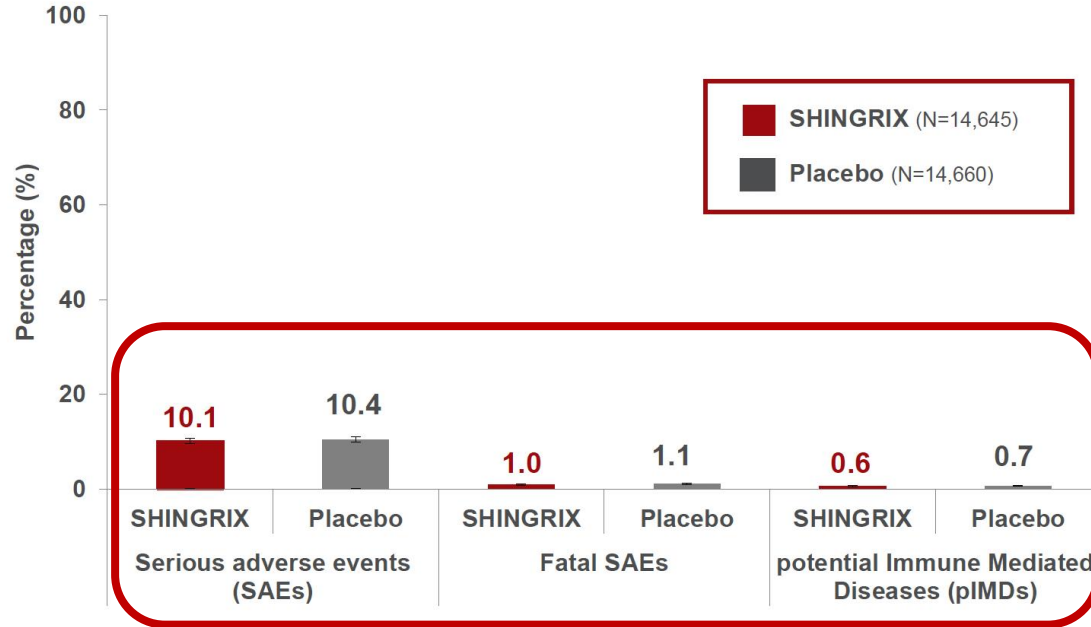 100
80
60
40
20
0
Percentage (%)
SHINGRIX (N=14,645)
Placebo (N=14,660)
10.1
10.4
1.0
1.1
0.6
0.7
SHINGRIX Placebo SHINGRIX Placebo SHINGRIX Placebo
Serious adverse events
(SAEs)
Fatal SAEs
potential Immune Mediated
Diseases (pIMDs)